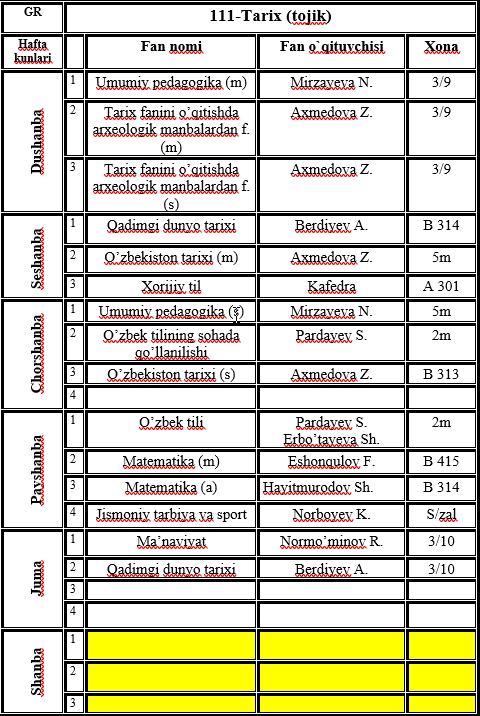 GR 111-Tarix (tojik)
Hafta kunlari Fan nomi Fan o`qituvchisi Xona
Dushanba
1 Umumiy pedagogika (m) Mirzayeva N. 3/9
2 Tarix fanini o’qitishda Axmedova Z. 3/9
arxeologik manbalardan f.
(m)
3 Tarix fanini o’qitishda Axmedova Z. 3/9
arxeologik manbalardan f.
(s)
Seshanba
1 Qadimgi dunyo tarixi Berdiyev A. B 314
2 O’zbekiston tarixi (m) Axmedova Z. 5m
3 Xorijiy til Kafedra A 301
Chorshanba
1 Umumiy pedagogika (s) Mirzayeva N. 5m
2 O’zbek tilining sohada Pardayev S. 2m
qo’llanilishi
3 O’zbekiston tarixi (s) Axmedova Z. B 313
4
Payshanba
1 O’zbek tili Pardayev S. 2m
Erbo’tayeva Sh.
2 Matematika (m) Eshonqulov F. B 415
3 Matematika (a) Hayitmurodov Sh. B 314
4 Jismoniy tarbiya va sport Norboyev K. S/zal
Juma
1 Ma’naviyat Normo’minov R. 3/10
2 Qadimgi dunyo tarixi Berdiyev A. 3/10
3
4
Shanba
1
2
3